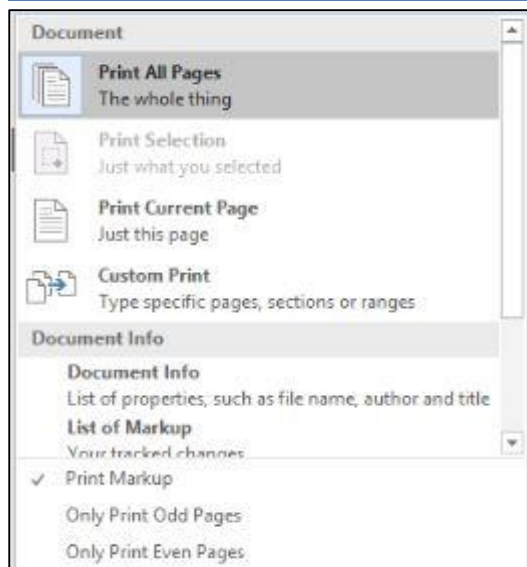 Document
Print All Pages
The whole thing
Print Selection
Just what you selected
Print Current Page
Just this page
Custom Print
Type specific pages, sections or ranges
Document Info
Document Info
List of properties, such as file name, author and title
List of Markup
Your tracked changes
Print Markup
Only Print Odd Pages
Only Print Even Pages